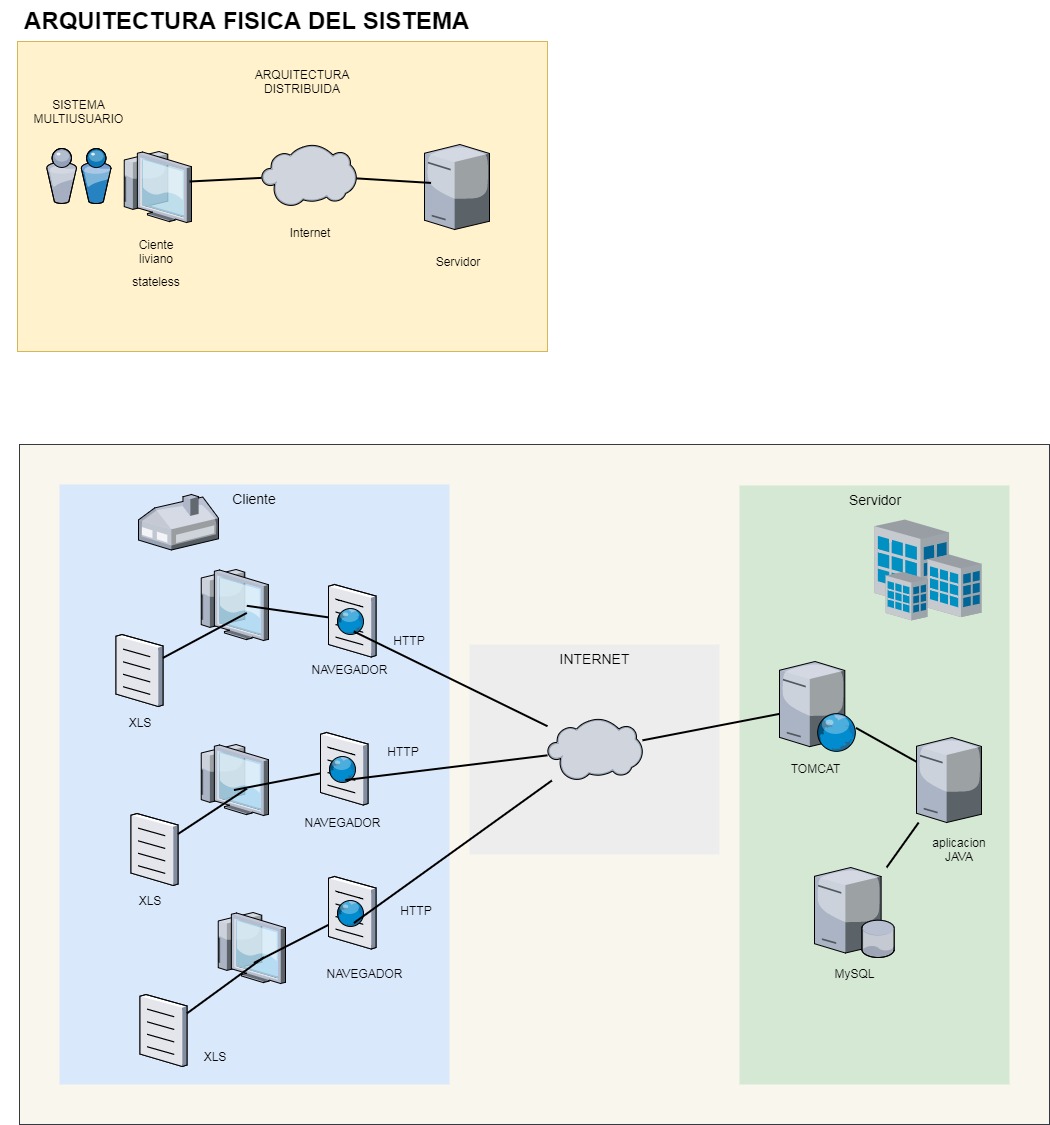 ARQUITECTURA FISICA DEL SISTEMA
ARQUITECTURA
DISTRIBUIDA
SISTEMA
MULTIUSUARIO
Ciente
liviano
stateless
Internet
Servidor
Cliente
HTTP
NAVEGADOR
XLS
HTTP
NAVEGADOR
XLS
HTTP
NAVEGADOR
XLS
INTERNET
Servidor
TOMCAT
aplicacion
JAVA
MySQL